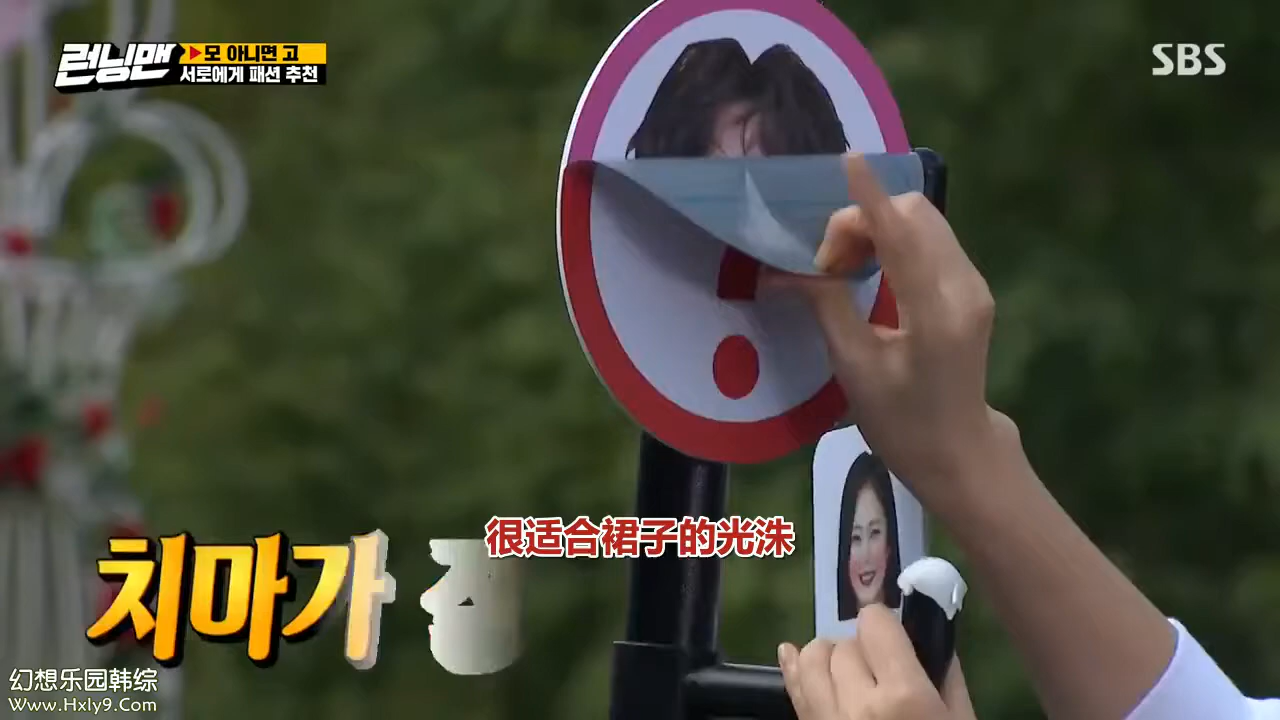 런닝맨
▶모 아니면 고
서로에게 패션 추천
SBS
?
很适合裙子的光洙
치마가
幻想乐园韩综
Www.Hxly9.Com